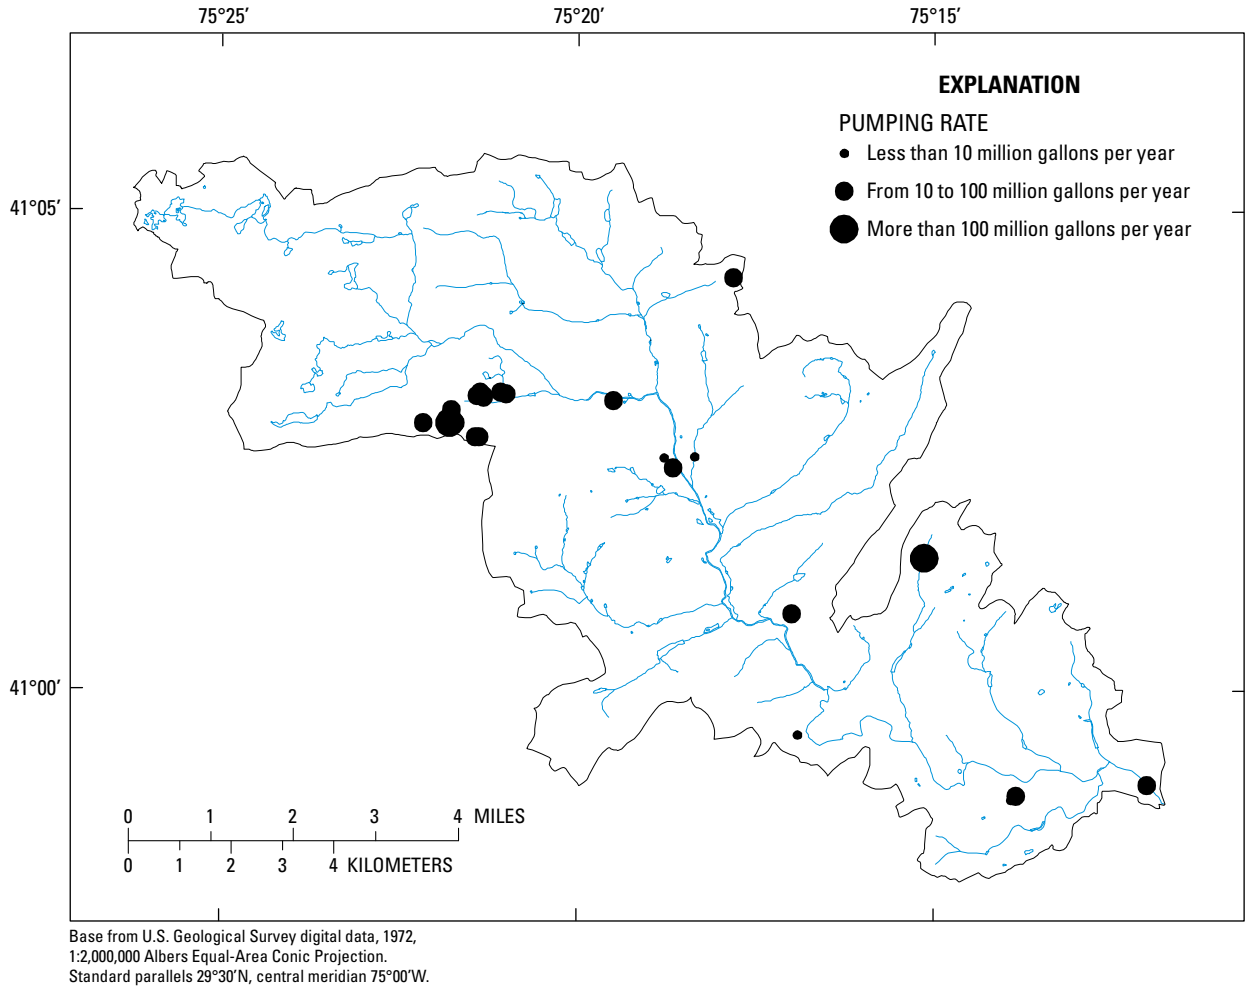 75°25′ 75°20′ 75°15′
EXPLANATION
PUMPING RATE
Less than 10 million gallons per year
From 10 to 100 million gallons per year
More than 100 million gallons per year
41°05′
41°00′
0 1 2 3 4 MILES
0 1 2 3 4 KILOMETERS
Base from U.S. Geological Survey digital data, 1972,
1:2,000,000 Albers Equal-Area Conic Projection.
Standard parallels 29°30′N, central meridian 75°00′W.